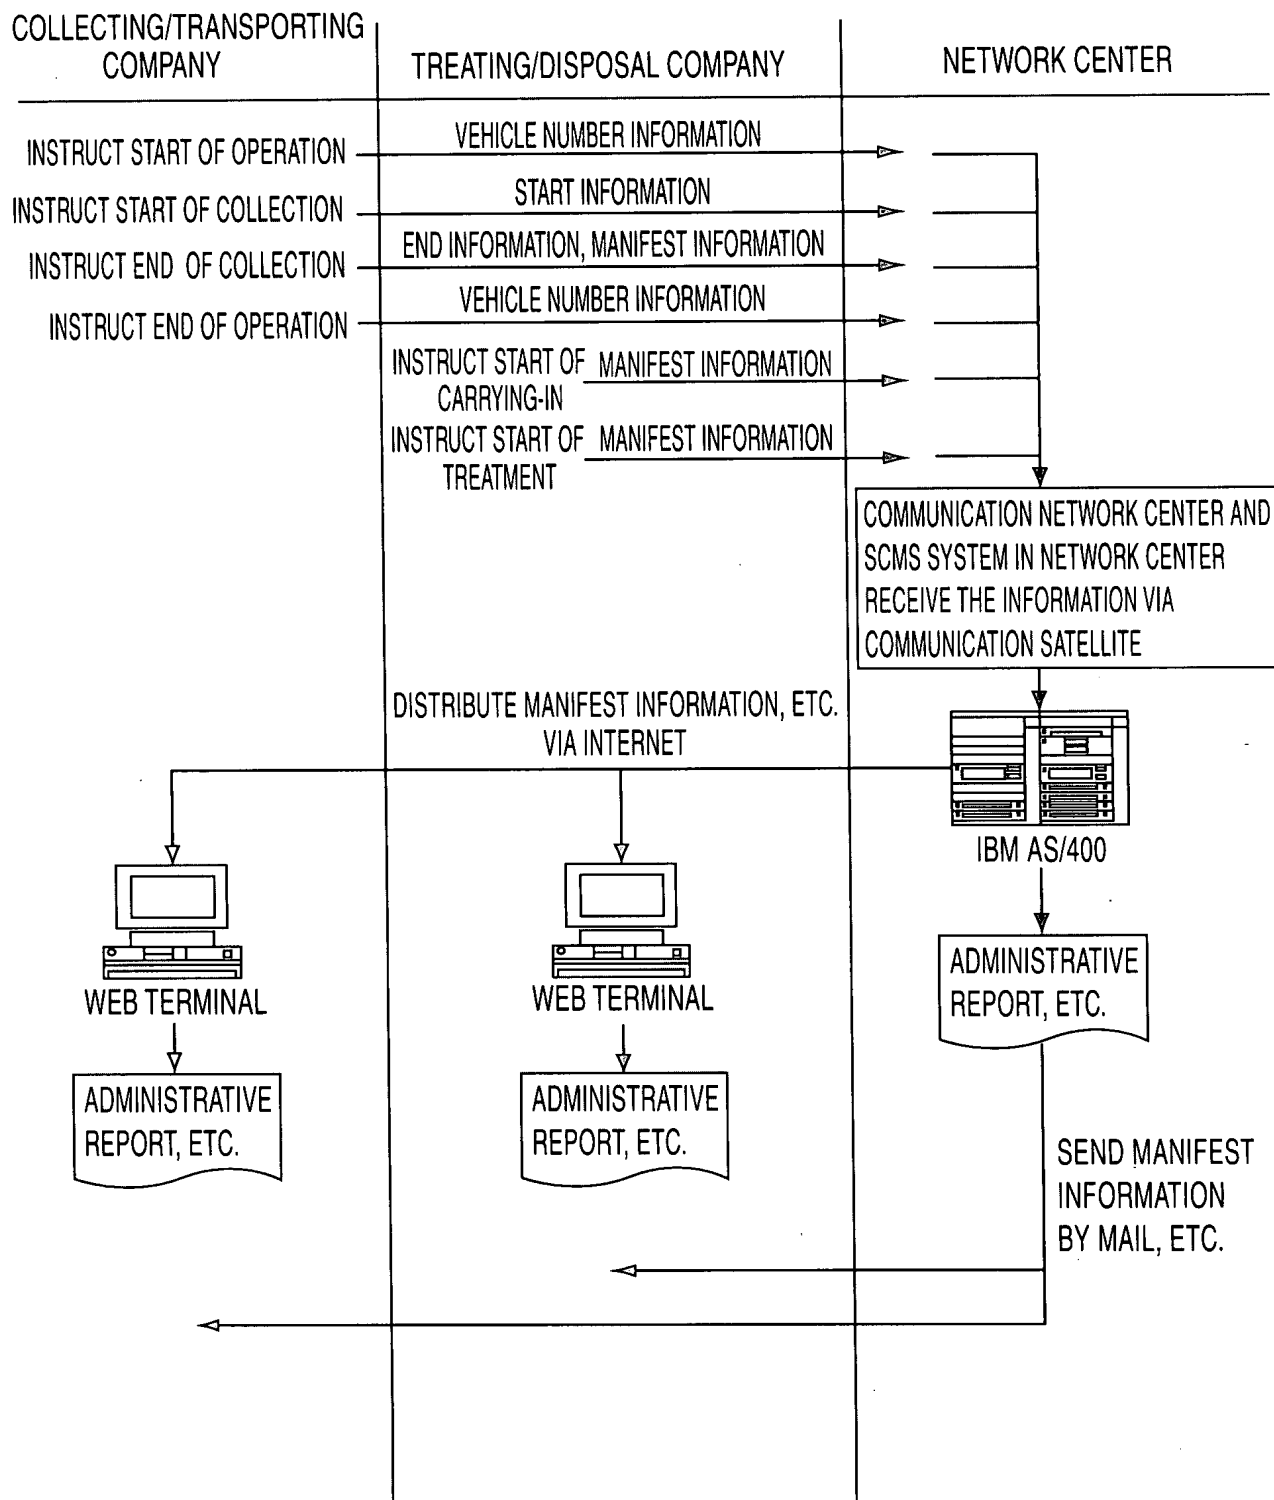 COLLECTING/TRANSPORTING
COMPANY
TREATING/DISPOSAL COMPANY
NETWORK CENTER
INSTRUCT START OF OPERATION
VEHICLE NUMBER INFORMATION
INSTRUCT START OF COLLECTION
START INFORMATION
INSTRUCT END OF COLLECTION
END INFORMATION, MANIFEST INFORMATION
INSTRUCT END OF OPERATION
VEHICLE NUMBER INFORMATION
INSTRUCT START OF
CARRYING-IN
MANIFEST INFORMATION
INSTRUCT START OF
TREATMENT
MANIFEST INFORMATION
COMMUNICATION NETWORK CENTER AND
SCMS SYSTEM IN NETWORK CENTER
RECEIVE THE INFORMATION VIA
COMMUNICATION SATELLITE
DISTRIBUTE MANIFEST INFORMATION, ETC.
VIA INTERNET
IBM AS/400
WEB TERMINAL
WEB TERMINAL
ADMINISTRATIVE
REPORT, ETC.
ADMINISTRATIVE
REPORT, ETC.
ADMINISTRATIVE
REPORT, ETC.
SEND MANIFEST
INFORMATION
BY MAIL, ETC.